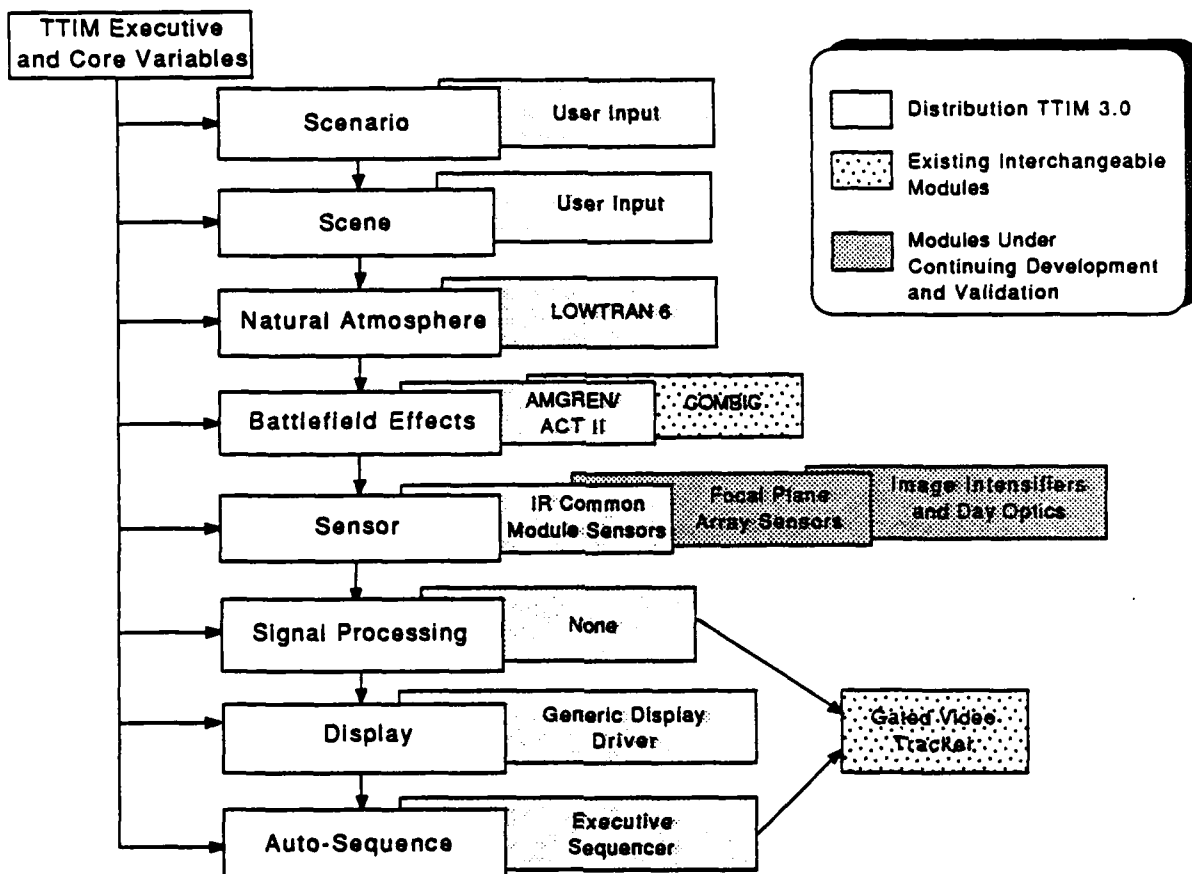 TTIM Executive
and Core Variables
Scenario
User Input
Scene
User Input
Natural Atmosphere
LOWTRAN 6
Battlefield Effects
AMGREN/
ACT II
COMBIC
Sensor
IR Common
Module Sensors
Focal Plane
Array Sensors
Image Intensifiers
and Day Optics
Signal Processing
None
Display
Generic Display
Driver
Gated Video
Tracker
Auto-Sequence
Executive
Sequencer
Distribution TTIM 3.0
Existing Interchangeable
Modules
Modules Under
Continuing Development
and Validation